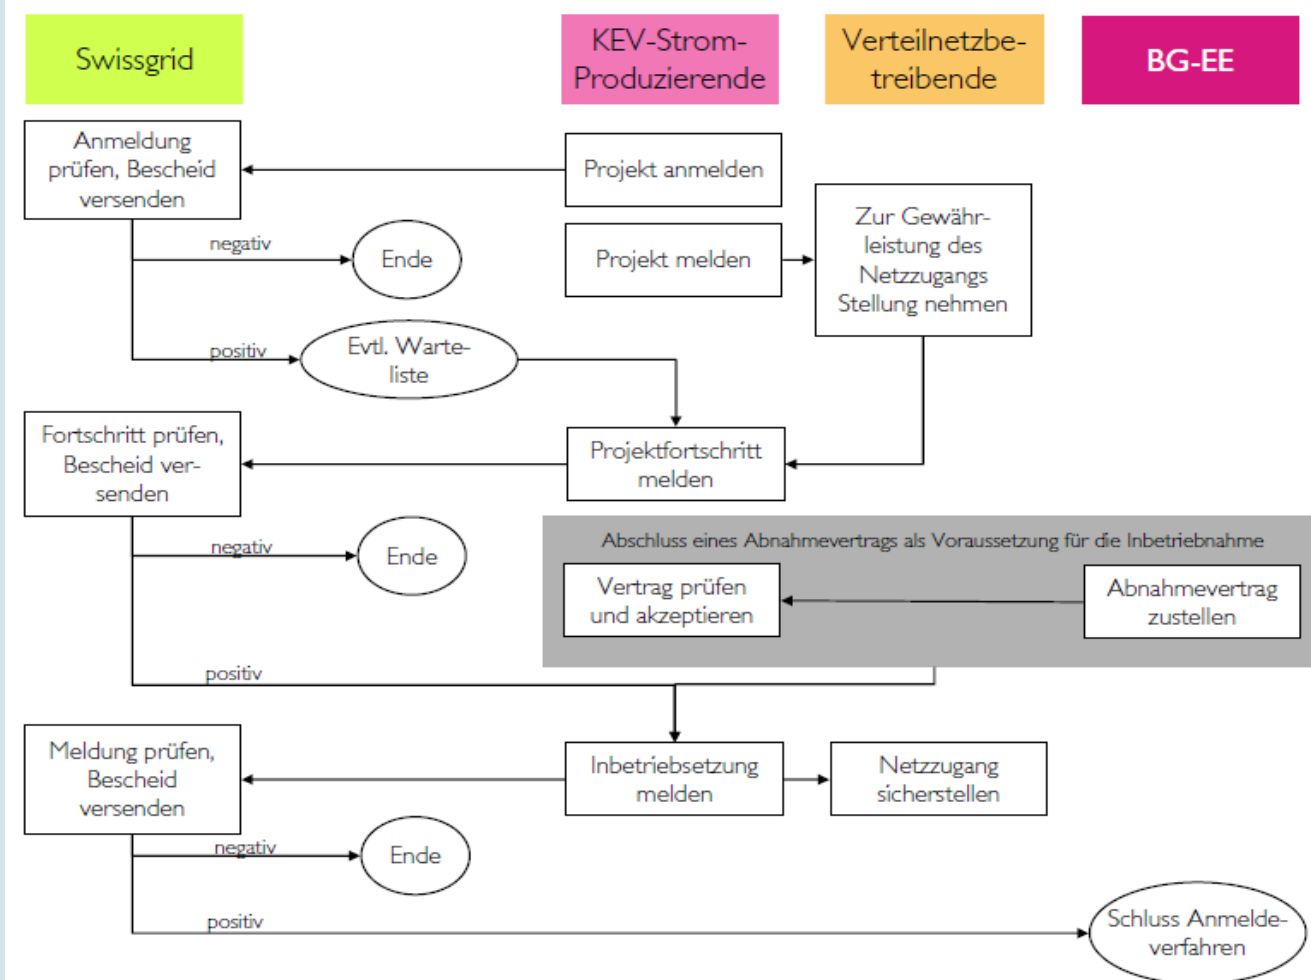 Swissgrid
KEV-Strom-
Produzierende
Verteilnetzbe-
treibende
BG-EE
Anmeldung
prüfen, Bescheid
versenden
Projekt anmelden
negativ
Ende
Projekt melden
Zur Gewähr-
leistung des
Netzzugangs
Stellung nehmen
positiv
Evtl. Warte-
liste
Fortschritt prüfen,
Bescheid ver-
senden
Projektfortschritt
melden
negativ
Ende
Abschluss eines Abnahmevertrags als Voraussetzung für die Inbetriebnahme
Vertrag prüfen
und akzeptieren
Abnahmevertrag
zustellen
positiv
Meldung prüfen,
Bescheid
versenden
Inbetriebsetzung
melden
Netzzugang
sicherstellen
negativ
Ende
positiv
Schluss Anmelde-
verfahren